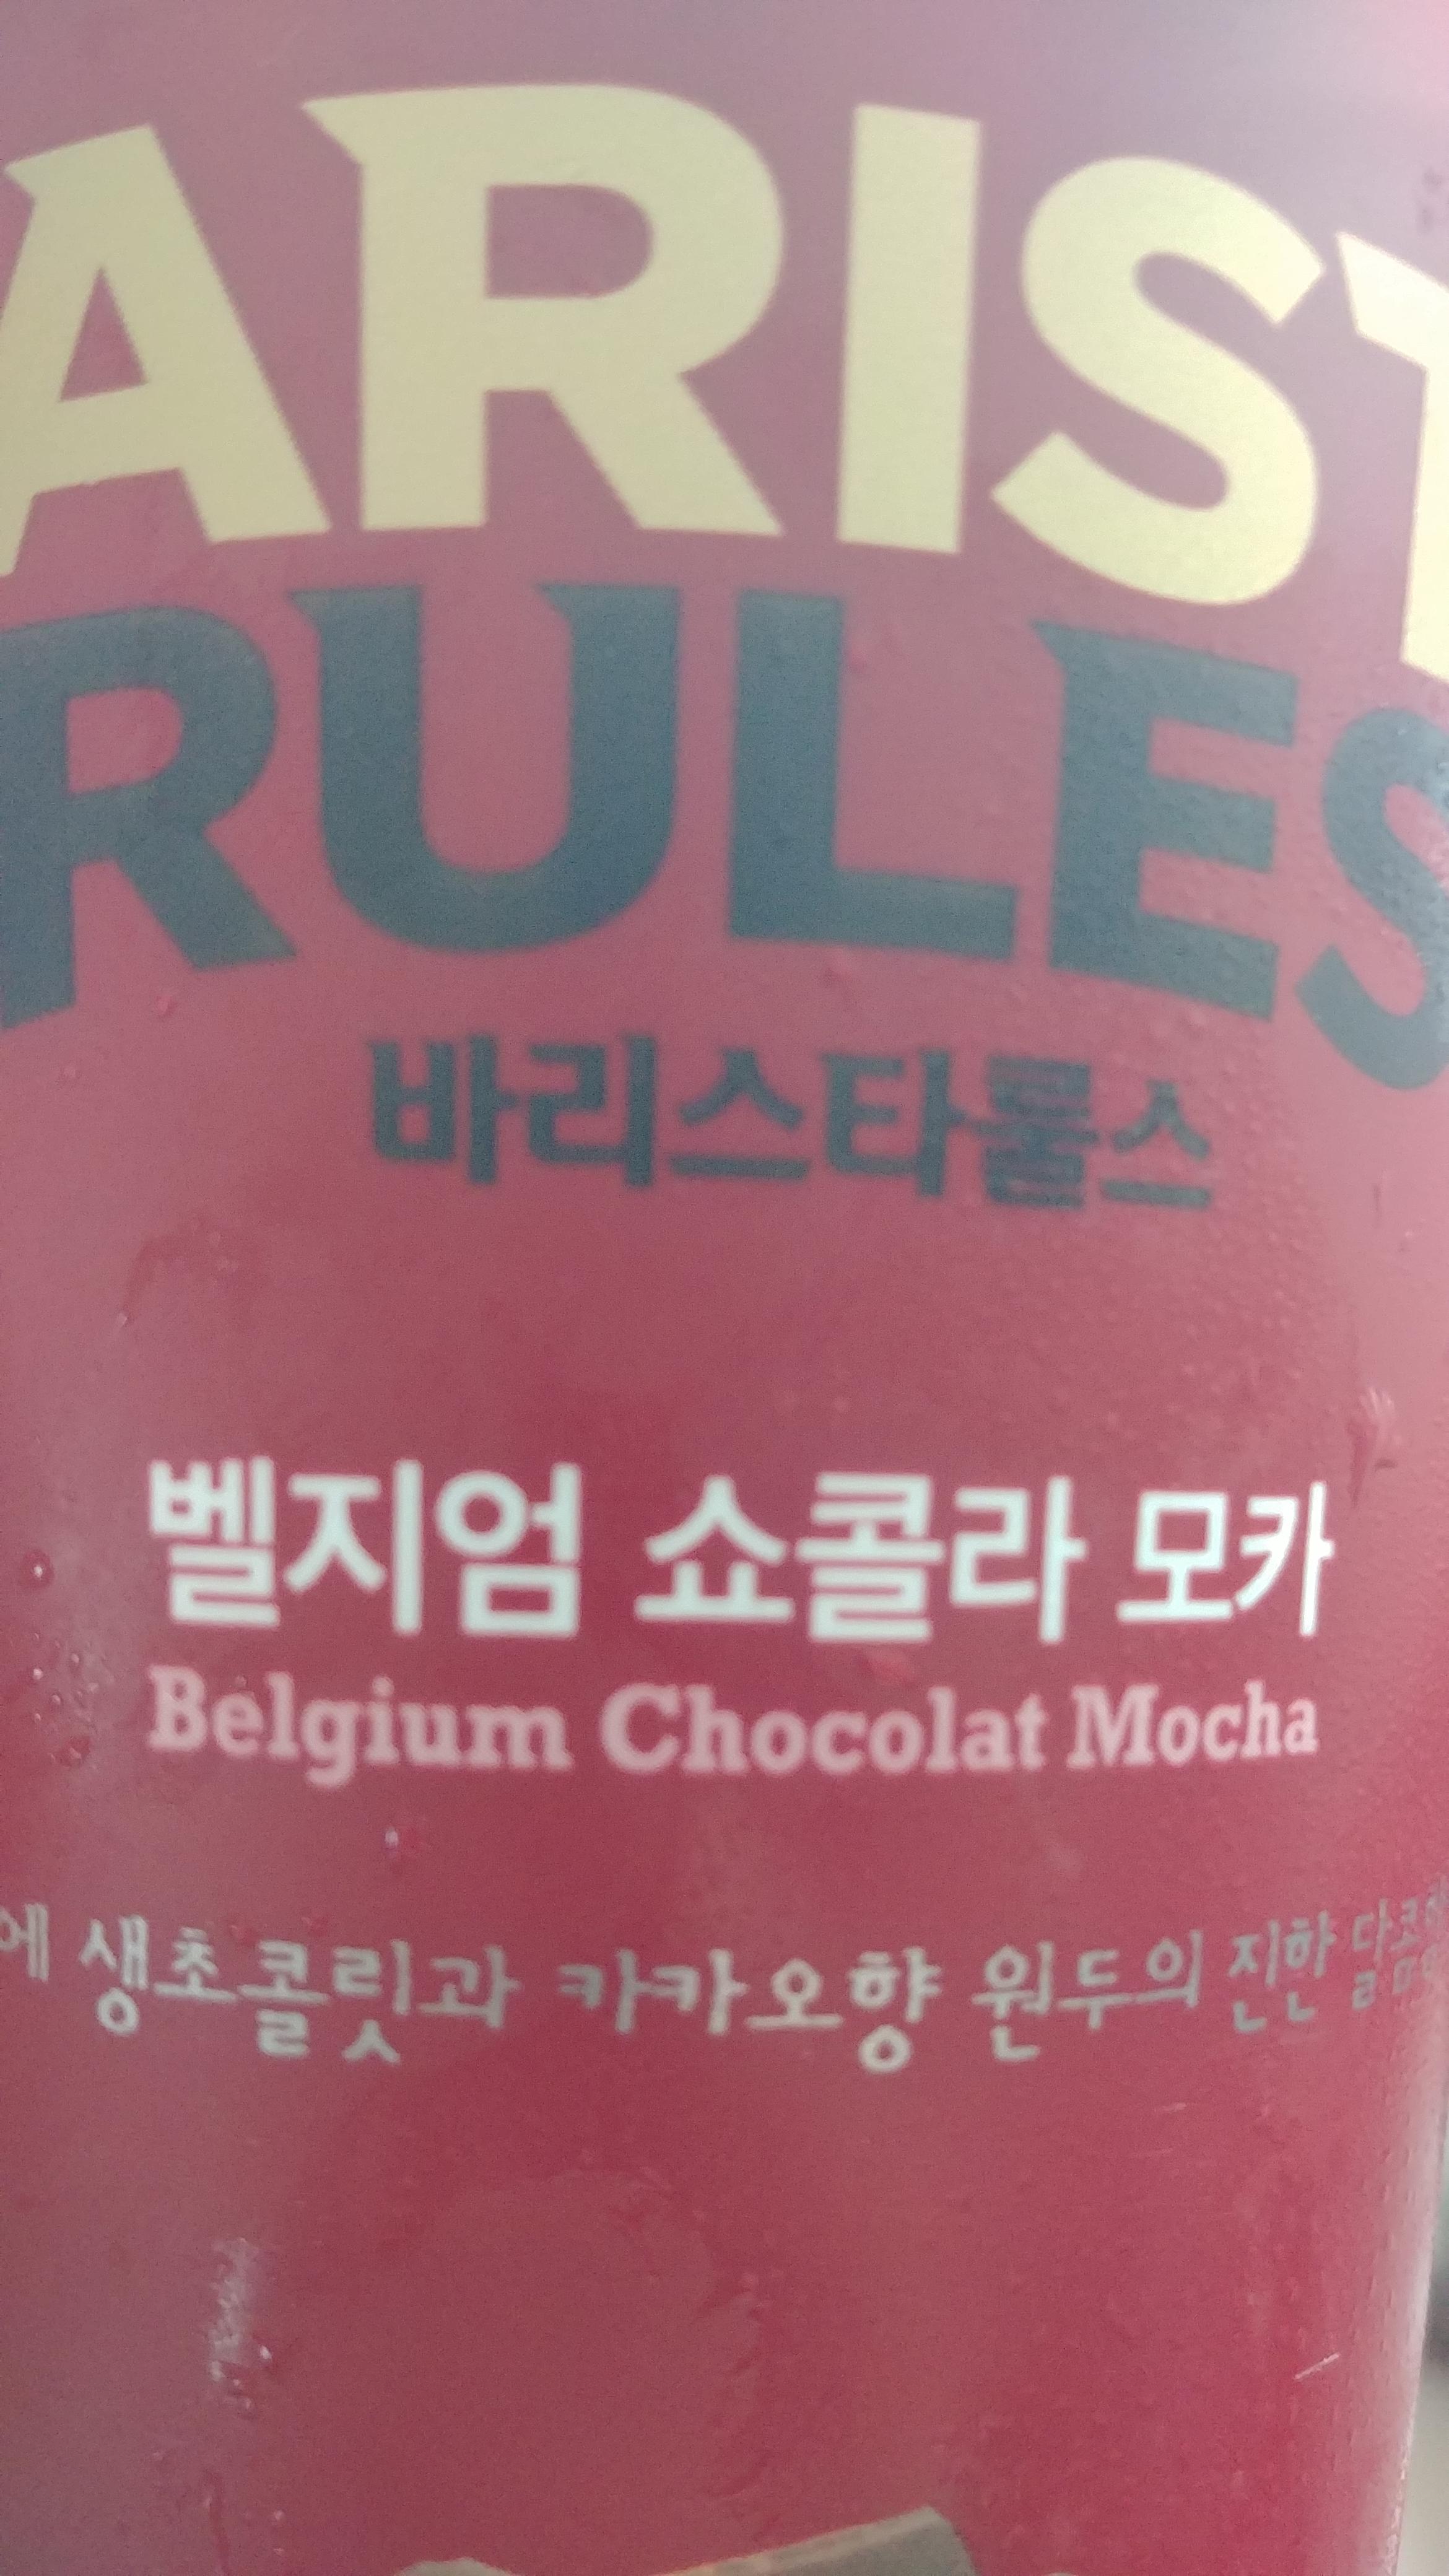 ARIST
RULES
바리스타룰스
벨지엄 쇼콜라 모카
Belgium Chocolat Mocha
에 생초콜릿과 카카오향 원두의 진한